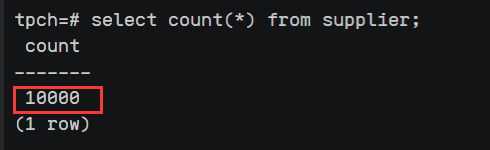 tpch=# select count(*) from supplier;
count
-------
10000
(1 row)